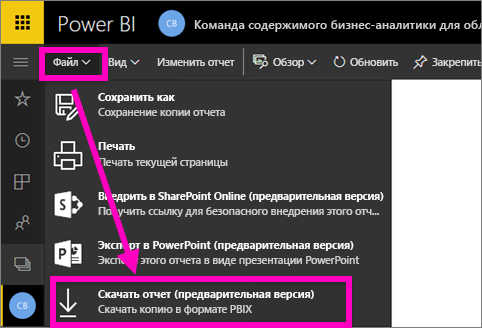 Power BI CB Команда содержимого бизнес-аналитики для обл
Файл Вид Изменить отчет Обзор Обновить Закрепить
Сохранить как
Сохранение копии отчета
Печать
Печать текущей страницы
Внедрить в SharePoint Online (предварительная версия)
Получить ссылку для безопасного внедрения этого отч...
Экспорт в PowerPoint (предварительная версия)
Экспорт этого отчета в виде презентации PowerPoint
Скачать отчет (предварительная версия)
Скачать копию в формате PBIX
CB